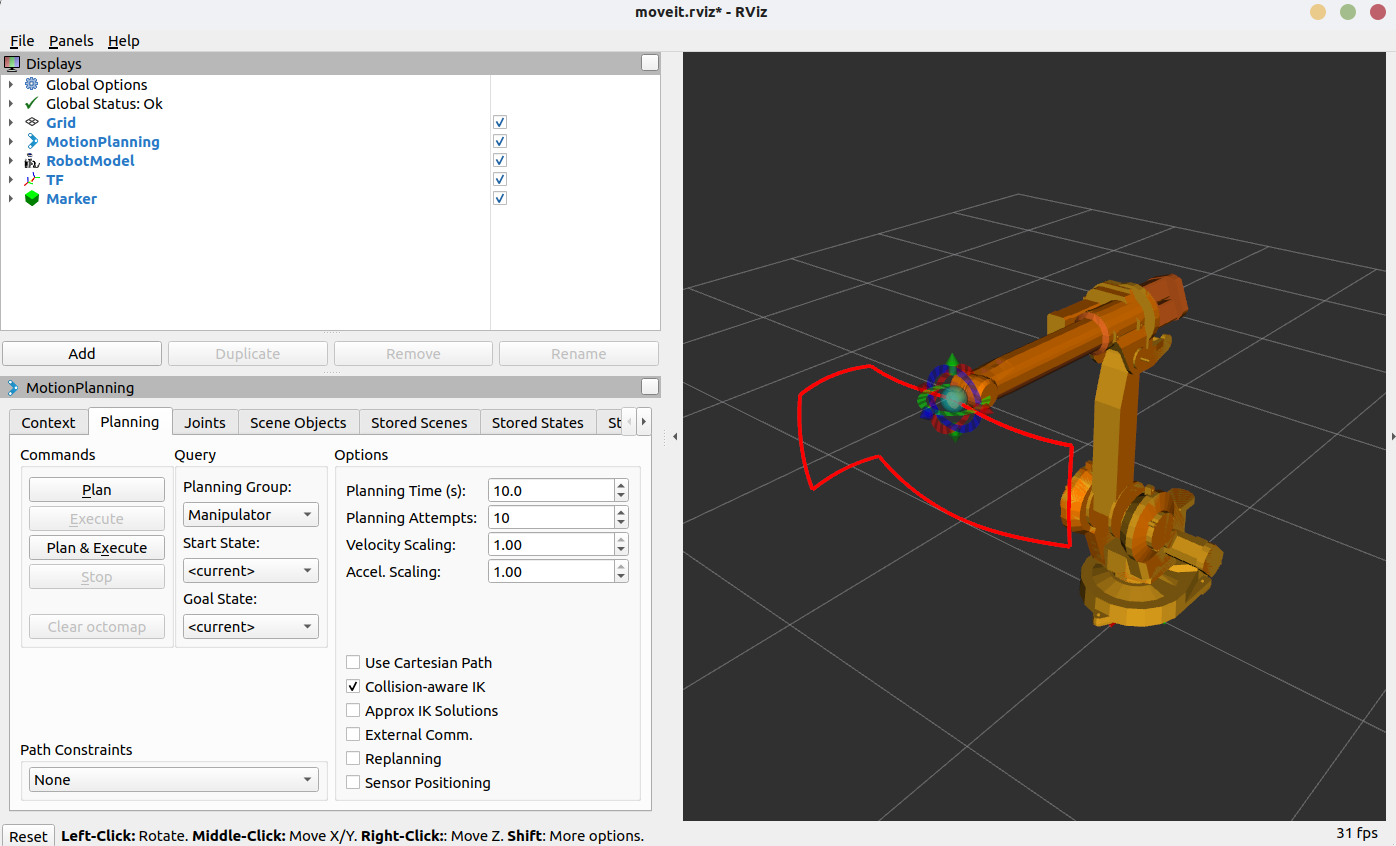 moveit.rviz* - RViz
File Panels Help
Displays
Global Options
Global Status: Ok
Grid
MotionPlanning
RobotModel
TF
Marker
Add Duplicate Remove Rename
MotionPlanning
Context Planning Joints Scene Objects Stored Scenes Stored States St
Commands Query Options
Plan
Execute
Plan & Execute
Stop
Clear octomap
Planning Group:
Manipulator
Start State:
<current>
Goal State:
<current>
Planning Time (s): 10.0
Planning Attempts: 10
Velocity Scaling: 1.00
Accel. Scaling: 1.00
Use Cartesian Path
Collision-aware IK
Approx IK Solutions
External Comm.
Replanning
Sensor Positioning
Path Constraints
None
Reset Left-Click: Rotate. Middle-Click: Move X/Y. Right-Click:: Move Z. Shift: More options. 31 fps